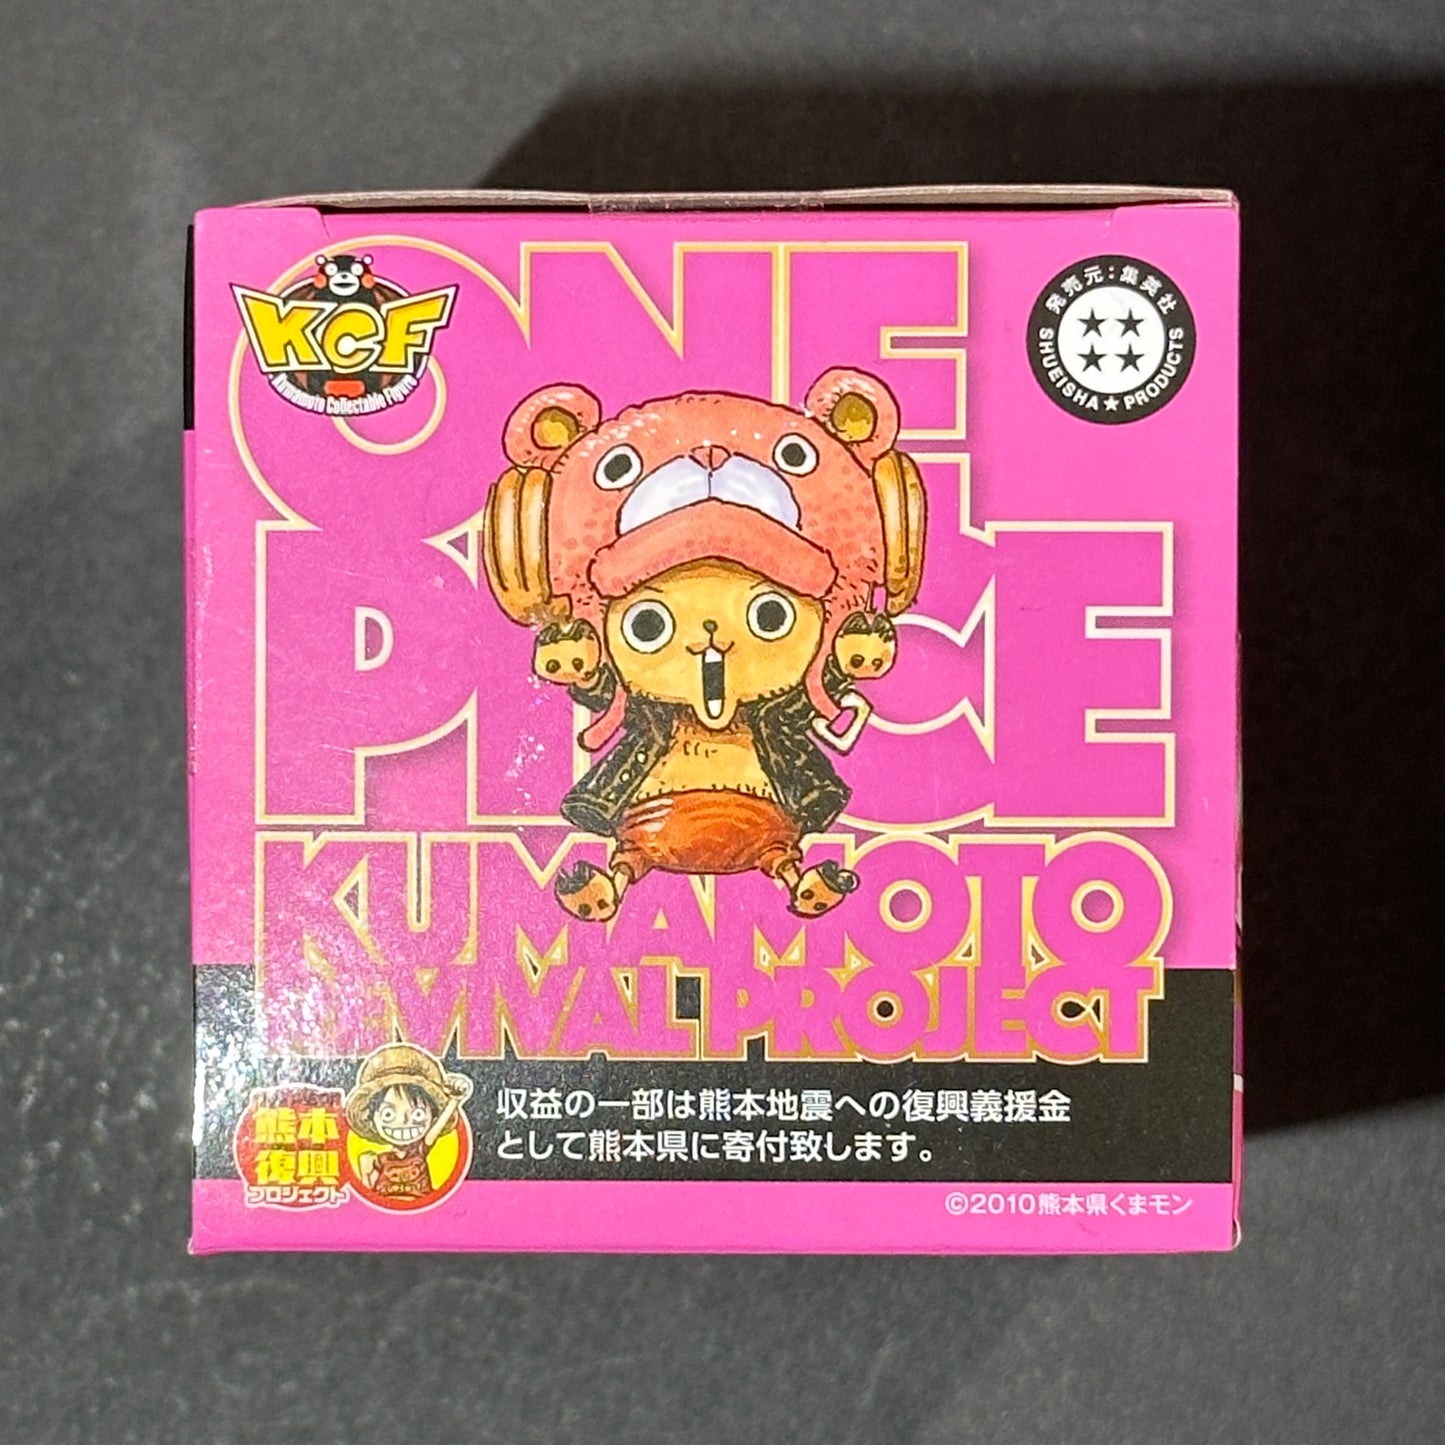 KCF
Kumamoto Collectable Figure
発売元：集英社
SHUEISHA★PRODUCTS
ONE
PIECE
KUMAMOTO
REVIVAL PROJECT
熊本
復興
プロジェクト
収益の一部は熊本地震への復興義援金
として熊本県に寄付致します。
©2010熊本県くまモン